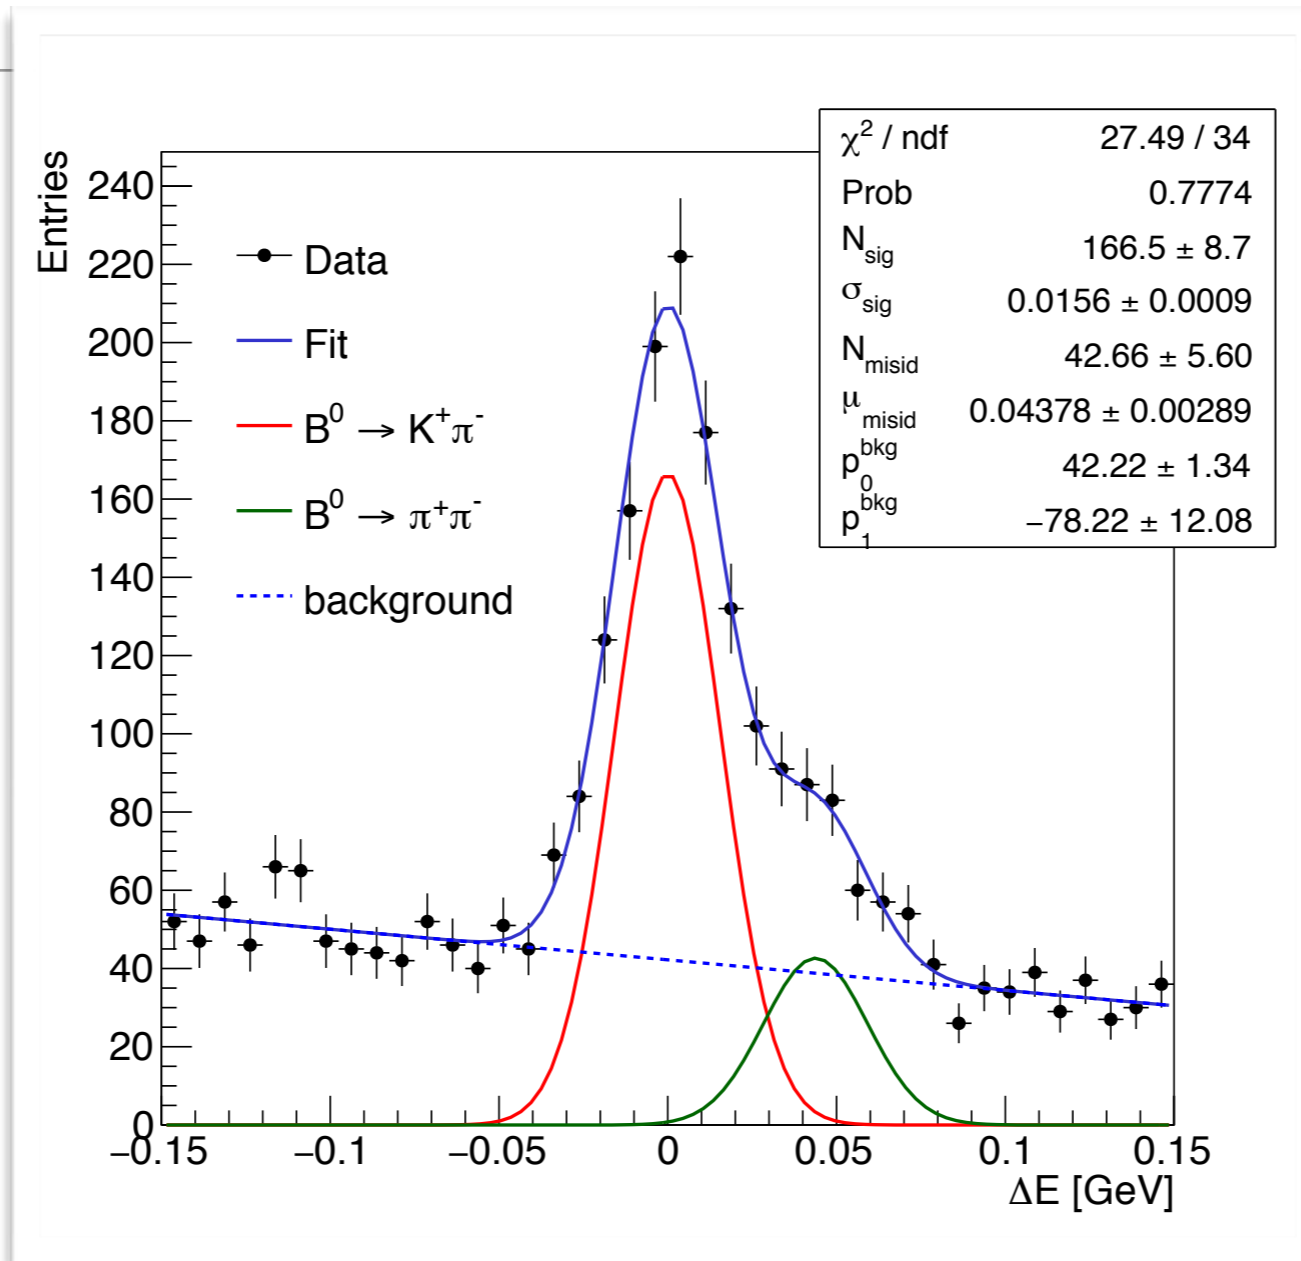 χ² / ndf 27.49 / 34
Prob 0.7774
N_sig 166.5 ± 8.7
σ_sig 0.0156 ± 0.0009
N_misid 42.66 ± 5.60
μ_misid 0.04378 ± 0.00289
p_0^bkg 42.22 ± 1.34
p_1^bkg −78.22 ± 12.08
Entries
240
220
200
180
160
140
120
100
80
60
40
20
0
Data
Fit
B⁰ → K⁺π⁻
B⁰ → π⁺π⁻
background
−0.15 −0.1 −0.05 0 0.05 0.1 0.15
ΔE [GeV]